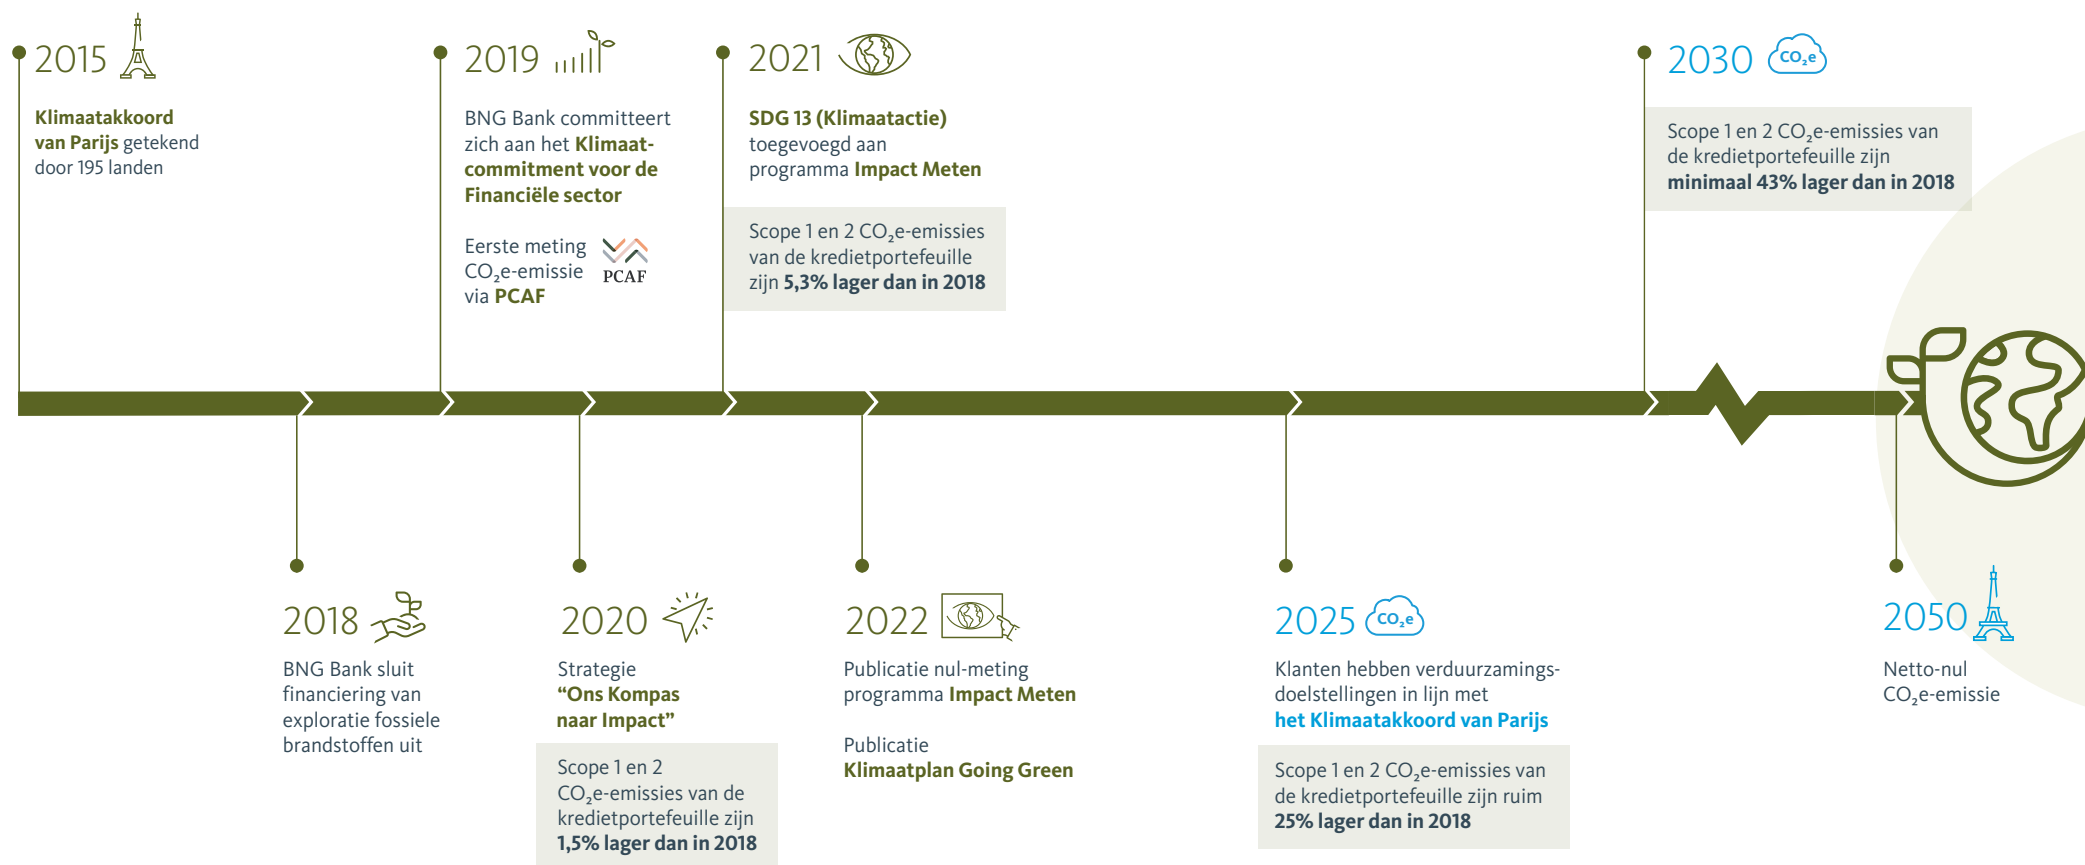 2015
Klimaatakkoord
van Parijs getekend
door 195 landen
2019
BNG Bank committeert
zich aan het Klimaat-
commitment voor de
Financiële sector
Eerste meting
CO₂e-emissie
via PCAF
PCAF
2021
SDG 13 (Klimaatactie)
toegevoegd aan
programma Impact Meten
Scope 1 en 2 CO₂e-emissies
van de kredietportefeuille
zijn 5,3% lager dan in 2018
2030
CO₂e
Scope 1 en 2 CO₂e-emissies van
de kredietportefeuille zijn
minimaal 43% lager dan in 2018
2018
BNG Bank sluit
financiering van
exploratie fossiele
brandstoffen uit
2020
Strategie
“Ons Kompas
naar Impact”
Scope 1 en 2
CO₂e-emissies van de
kredietportefeuille zijn
1,5% lager dan in 2018
2022
Publicatie nul-meting
programma Impact Meten
Publicatie
Klimaatplan Going Green
2025
CO₂e
Klanten hebben verduurzamings-
doelstellingen in lijn met
het Klimaatakkoord van Parijs
Scope 1 en 2 CO₂e-emissies van
de kredietportefeuille zijn ruim
25% lager dan in 2018
2050
Netto-nul
CO₂e-emissie